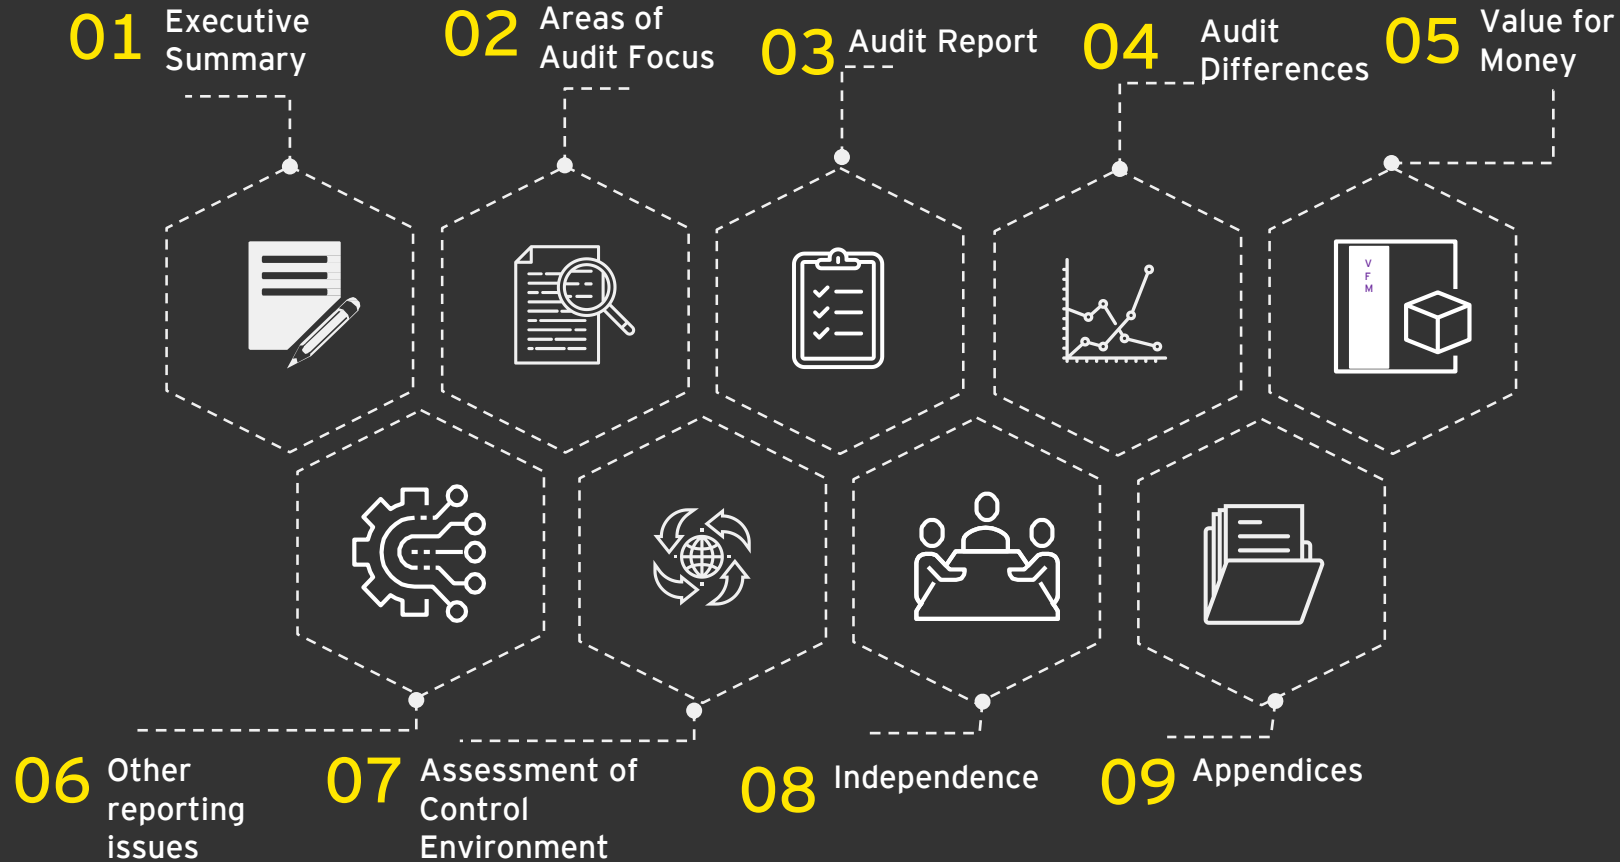 01 Executive
Summary
02 Areas of
Audit Focus
03 Audit Report
04 Audit
Differences
05 Value for
Money
V
F
M
06 Other
reporting
issues
07 Assessment of
Control
Environment
08 Independence
09 Appendices